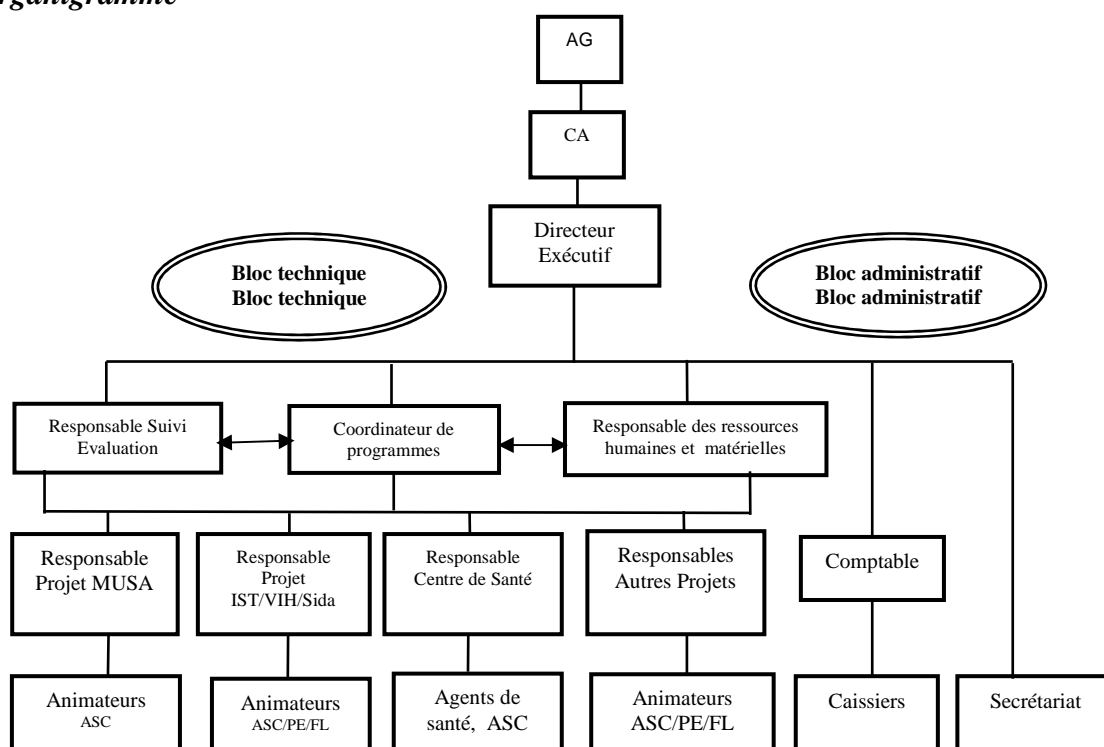 AG
CA
Directeur
Exécutif
Bloc technique
Bloc technique
Bloc administratif
Bloc administratif
Responsable Suivi
Evaluation
Coordinateur de
programmes
Responsable des ressources
humaines et matérielles
Responsable
Projet MUSA
Responsable
Projet
IST/VIH/Sida
Responsable
Centre de Santé
Responsables
Autres Projets
Comptable
Animateurs
ASC
Animateurs
ASC/PE/FL
Agents de
santé, ASC
Animateurs
ASC/PE/FL
Caissiers
Secrétariat